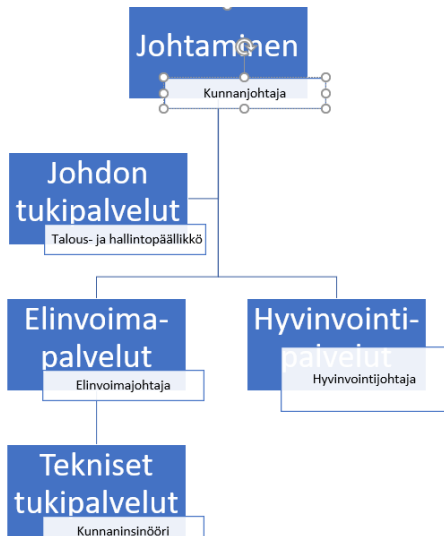 Johtaminen
Kunnanjohtaja
Johdon
tukipalvelut
Talous- ja hallintopäällikkö
Elinvoima-
palvelut
Elinvoimajohtaja
Hyvinvointi-
palvelut
Hyvinvointijohtaja
Tekniset
tukipalvelut
Kunnaninsinööri